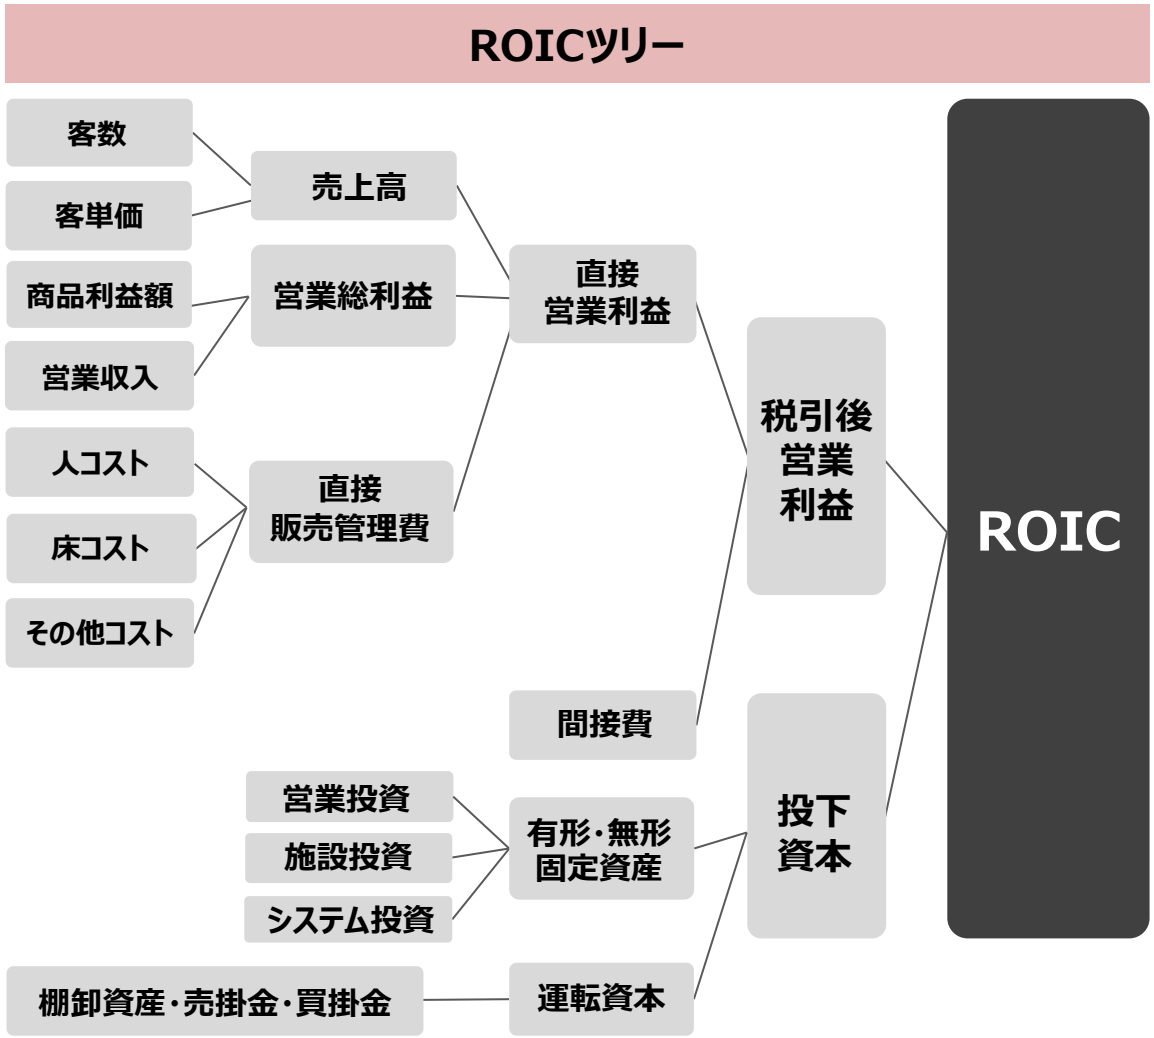 ROICツリー
客数
客単価
商品利益額
営業収入
人コスト
床コスト
その他コスト
売上高
営業総利益
直接
販売管理費
直接
営業利益
間接費
営業投資
施設投資
システム投資
有形・無形
固定資産
棚卸資産・売掛金・買掛金
運転資本
税引後
営業
利益
投下
資本
ROIC